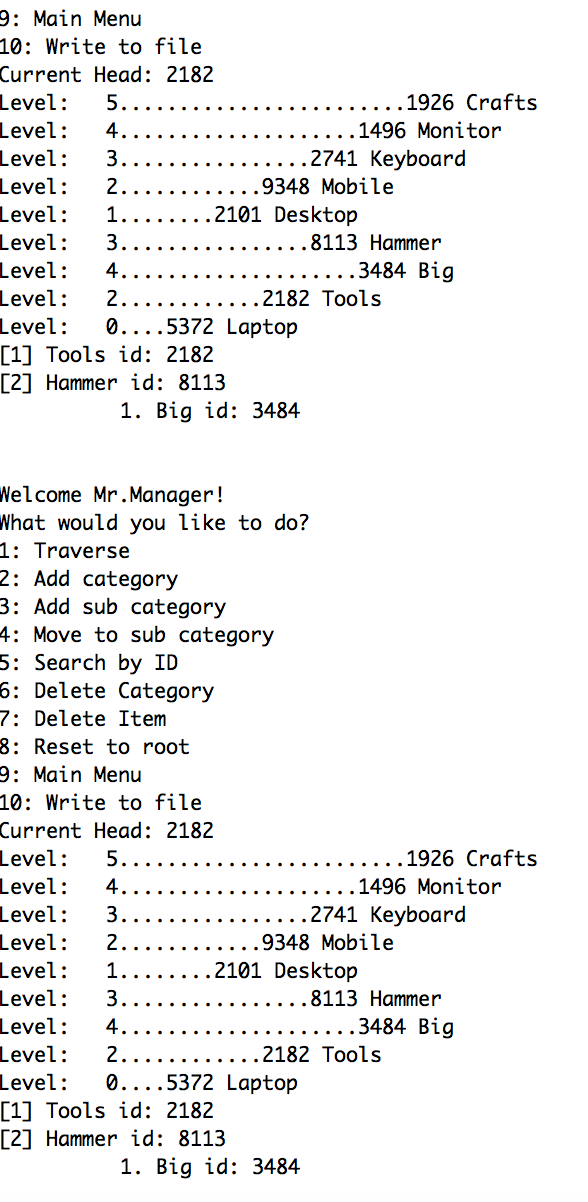 9: Main Menu
10: Write to file
Current Head: 2182
Level:   5........................1926 Crafts
Level:   4....................1496 Monitor
Level:   3................2741 Keyboard
Level:   2............9348 Mobile
Level:   1........2101 Desktop
Level:   3................8113 Hammer
Level:   4....................3484 Big
Level:   2............2182 Tools
Level:   0....5372 Laptop
[1] Tools id: 2182
[2] Hammer id: 8113
1. Big id: 3484
Welcome Mr.Manager!
What would you like to do?
1: Traverse
2: Add category
3: Add sub category
4: Move to sub category
5: Search by ID
6: Delete Category
7: Delete Item
8: Reset to root
9: Main Menu
10: Write to file
Current Head: 2182
Level:   5........................1926 Crafts
Level:   4....................1496 Monitor
Level:   3................2741 Keyboard
Level:   2............9348 Mobile
Level:   1........2101 Desktop
Level:   3................8113 Hammer
Level:   4....................3484 Big
Level:   2............2182 Tools
Level:   0....5372 Laptop
[1] Tools id: 2182
[2] Hammer id: 8113
1. Big id: 3484